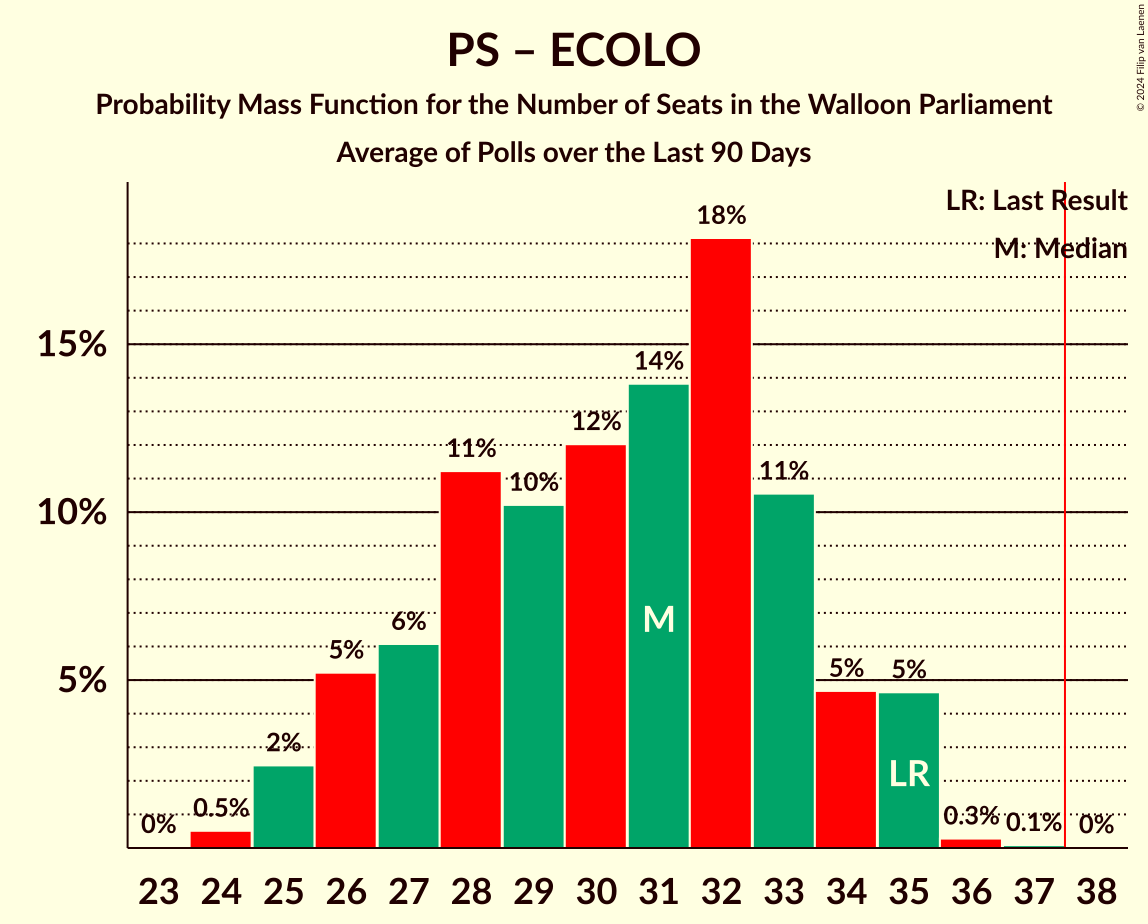 PS – ECOLO
Probability Mass Function for the Number of Seats in the Walloon Parliament
Average of Polls over the Last 90 Days
© 2024 Filip van Laenen
LR: Last Result
M: Median
15%
10%
5%
0%
0.5%
2%
5%
6%
11%
10%
12%
14%
18%
11%
5%
5%
0.3%
0.1%
0%
M
LR
23 24 25 26 27 28 29 30 31 32 33 34 35 36 37 38